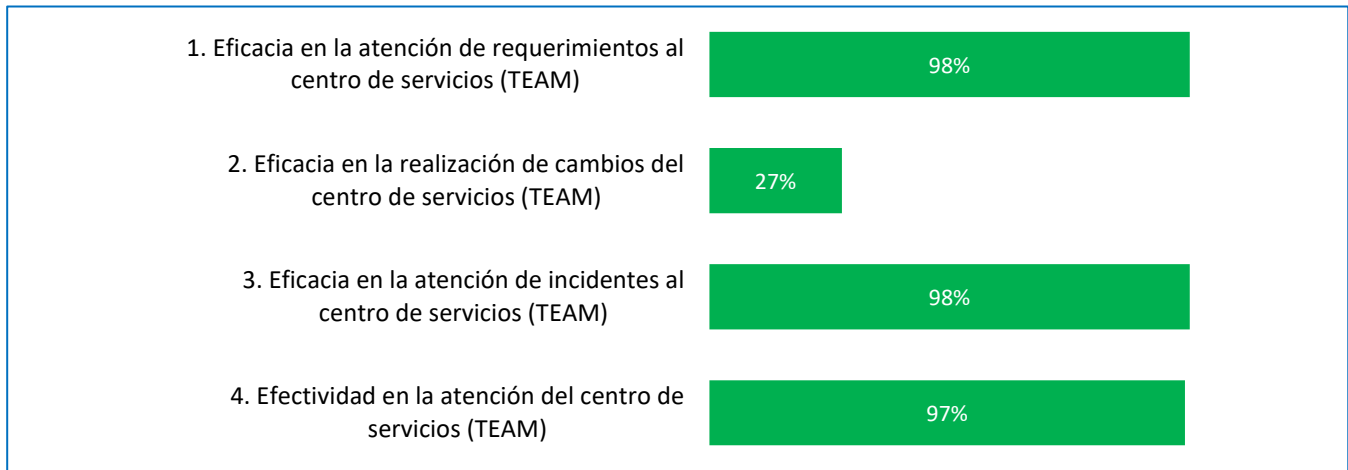 1. Eficacia en la atención de requerimientos al
centro de servicios (TEAM)
98%
2. Eficacia en la realización de cambios del
centro de servicios (TEAM)
27%
3. Eficacia en la atención de incidentes al
centro de servicios (TEAM)
98%
4. Efectividad en la atención del centro de
servicios (TEAM)
97%